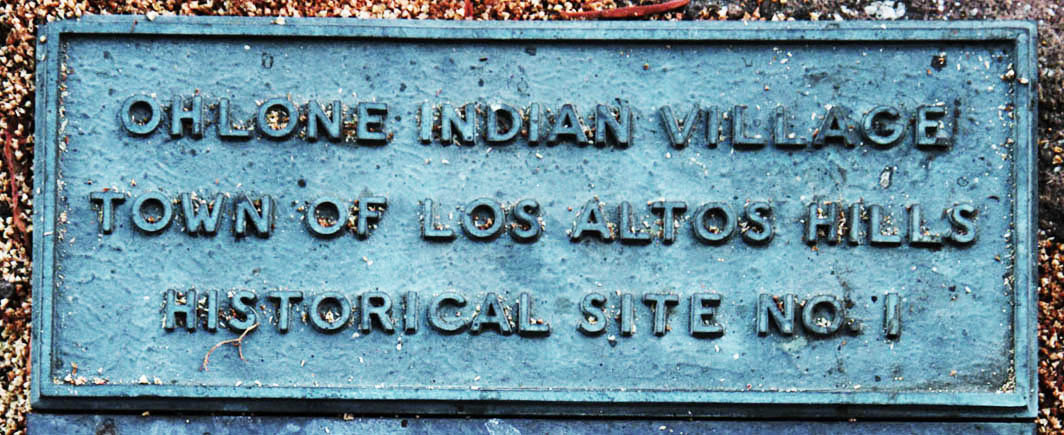 OHLONE INDIAN VILLAGE
TOWN OF LOS ALTOS HILLS
HISTORICAL SITE NO. 1